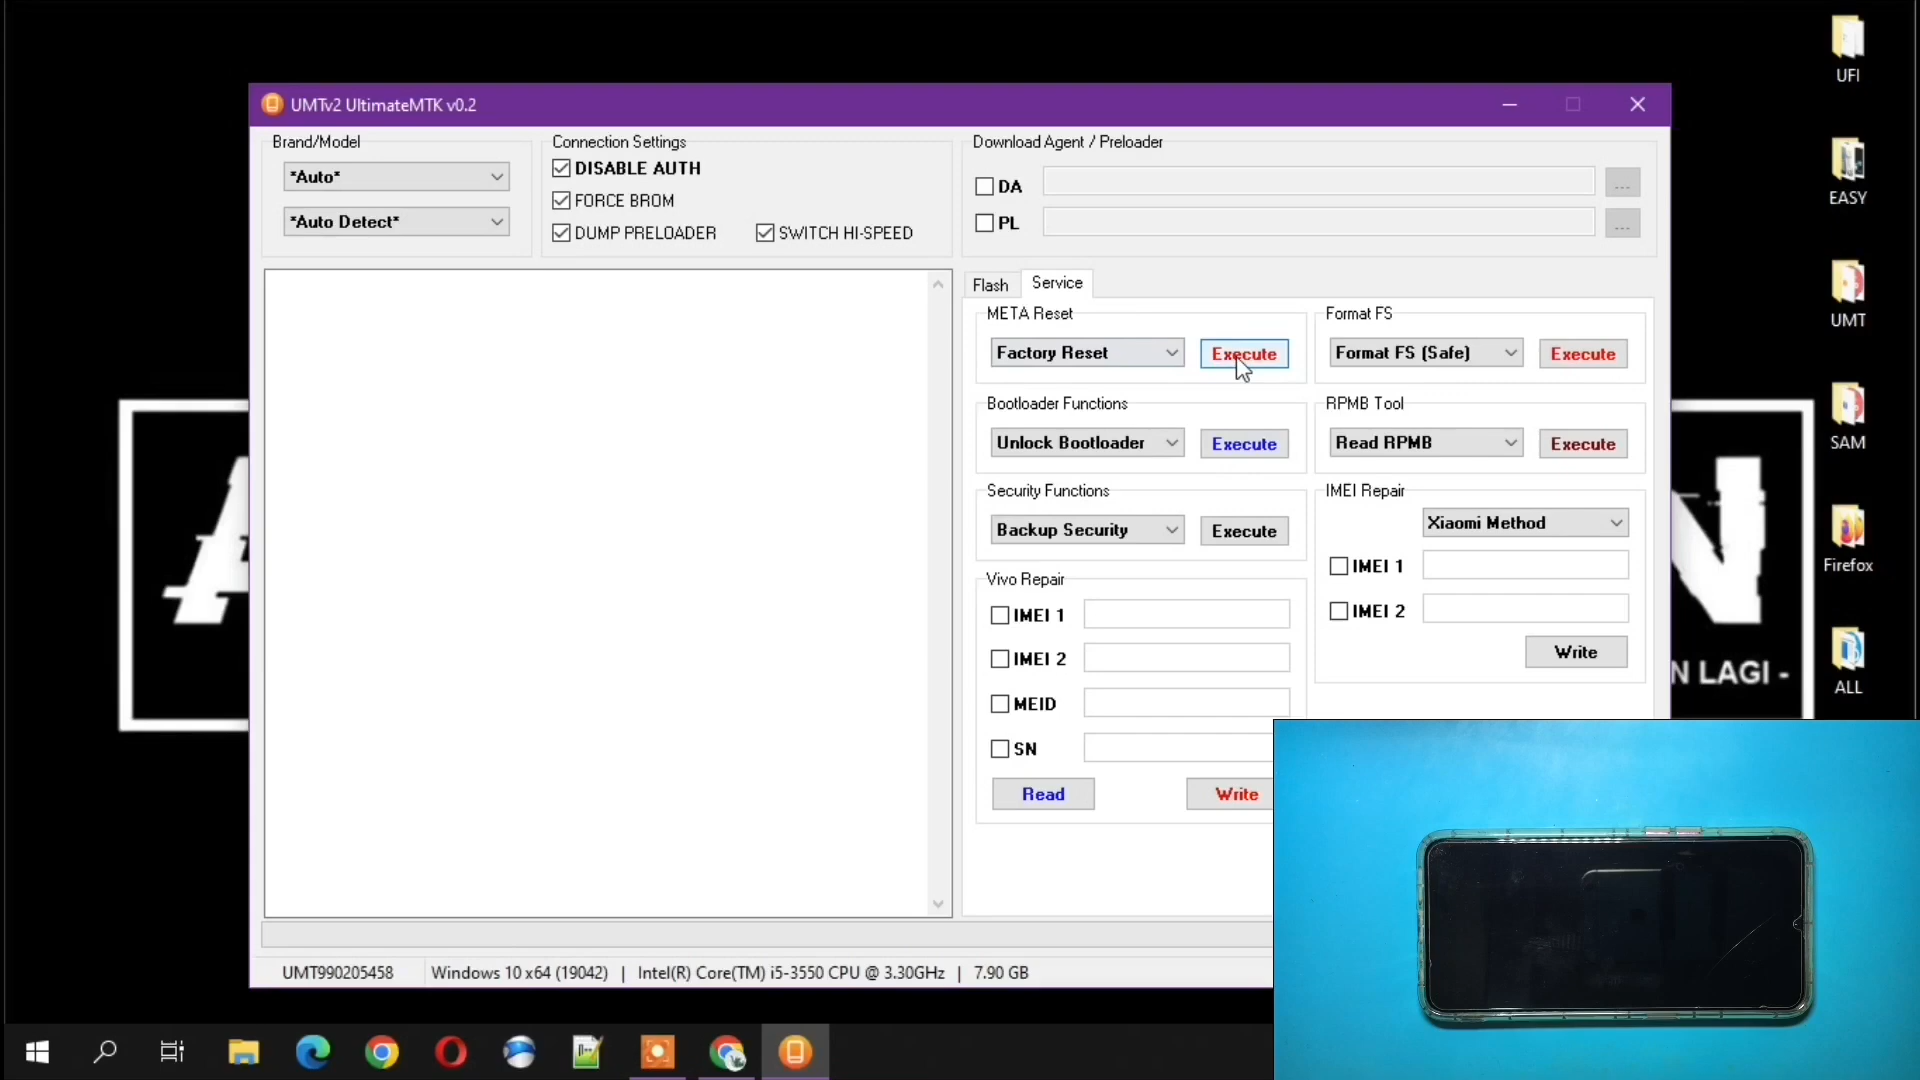 UMTv2 UltimateMTK v0.2
Brand/Model
*Auto*
*Auto Detect*
Connection Settings
DISABLE AUTH
FORCE BROM
DUMP PRELOADER
SWITCH HI-SPEED
Download Agent / Preloader
DA
...
PL
...
Flash
Service
META Reset
Factory Reset
Execute
Format FS
Format FS (Safe)
Execute
Bootloader Functions
Unlock Bootloader
Execute
RPMB Tool
Read RPMB
Execute
Security Functions
Backup Security
Execute
IMEI Repair
Xiaomi Method
IMEI 1
IMEI 2
Write
Vivo Repair
IMEI 1
IMEI 2
MEID
SN
Read
Write
UMT990205458
Windows 10 x64 (19042) | Intel(R) Core(TM) i5-3550 CPU @ 3.30GHz | 7.90 GB
UFI
EASY
UMT
SAM
Firefox
ALL
N LAGI -